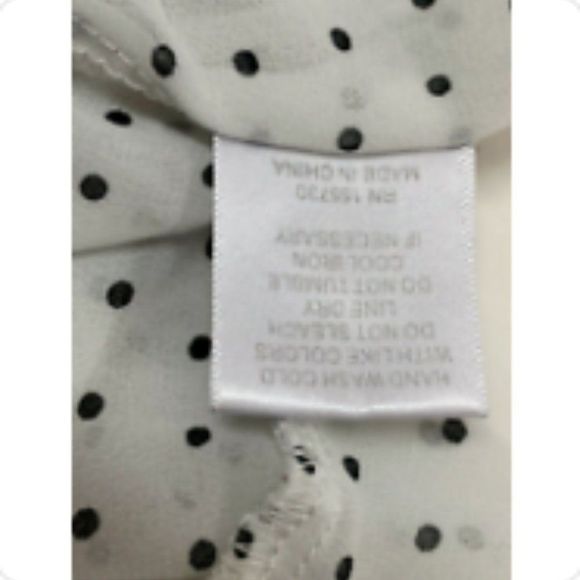 HAND WASH COLD
WITH LIKE COLORS
DO NOT BLEACH
LINE DRY
DO NOT TUMBLE
COOL IRON
IF NECESSARY
RN 155730
MADE IN CHINA